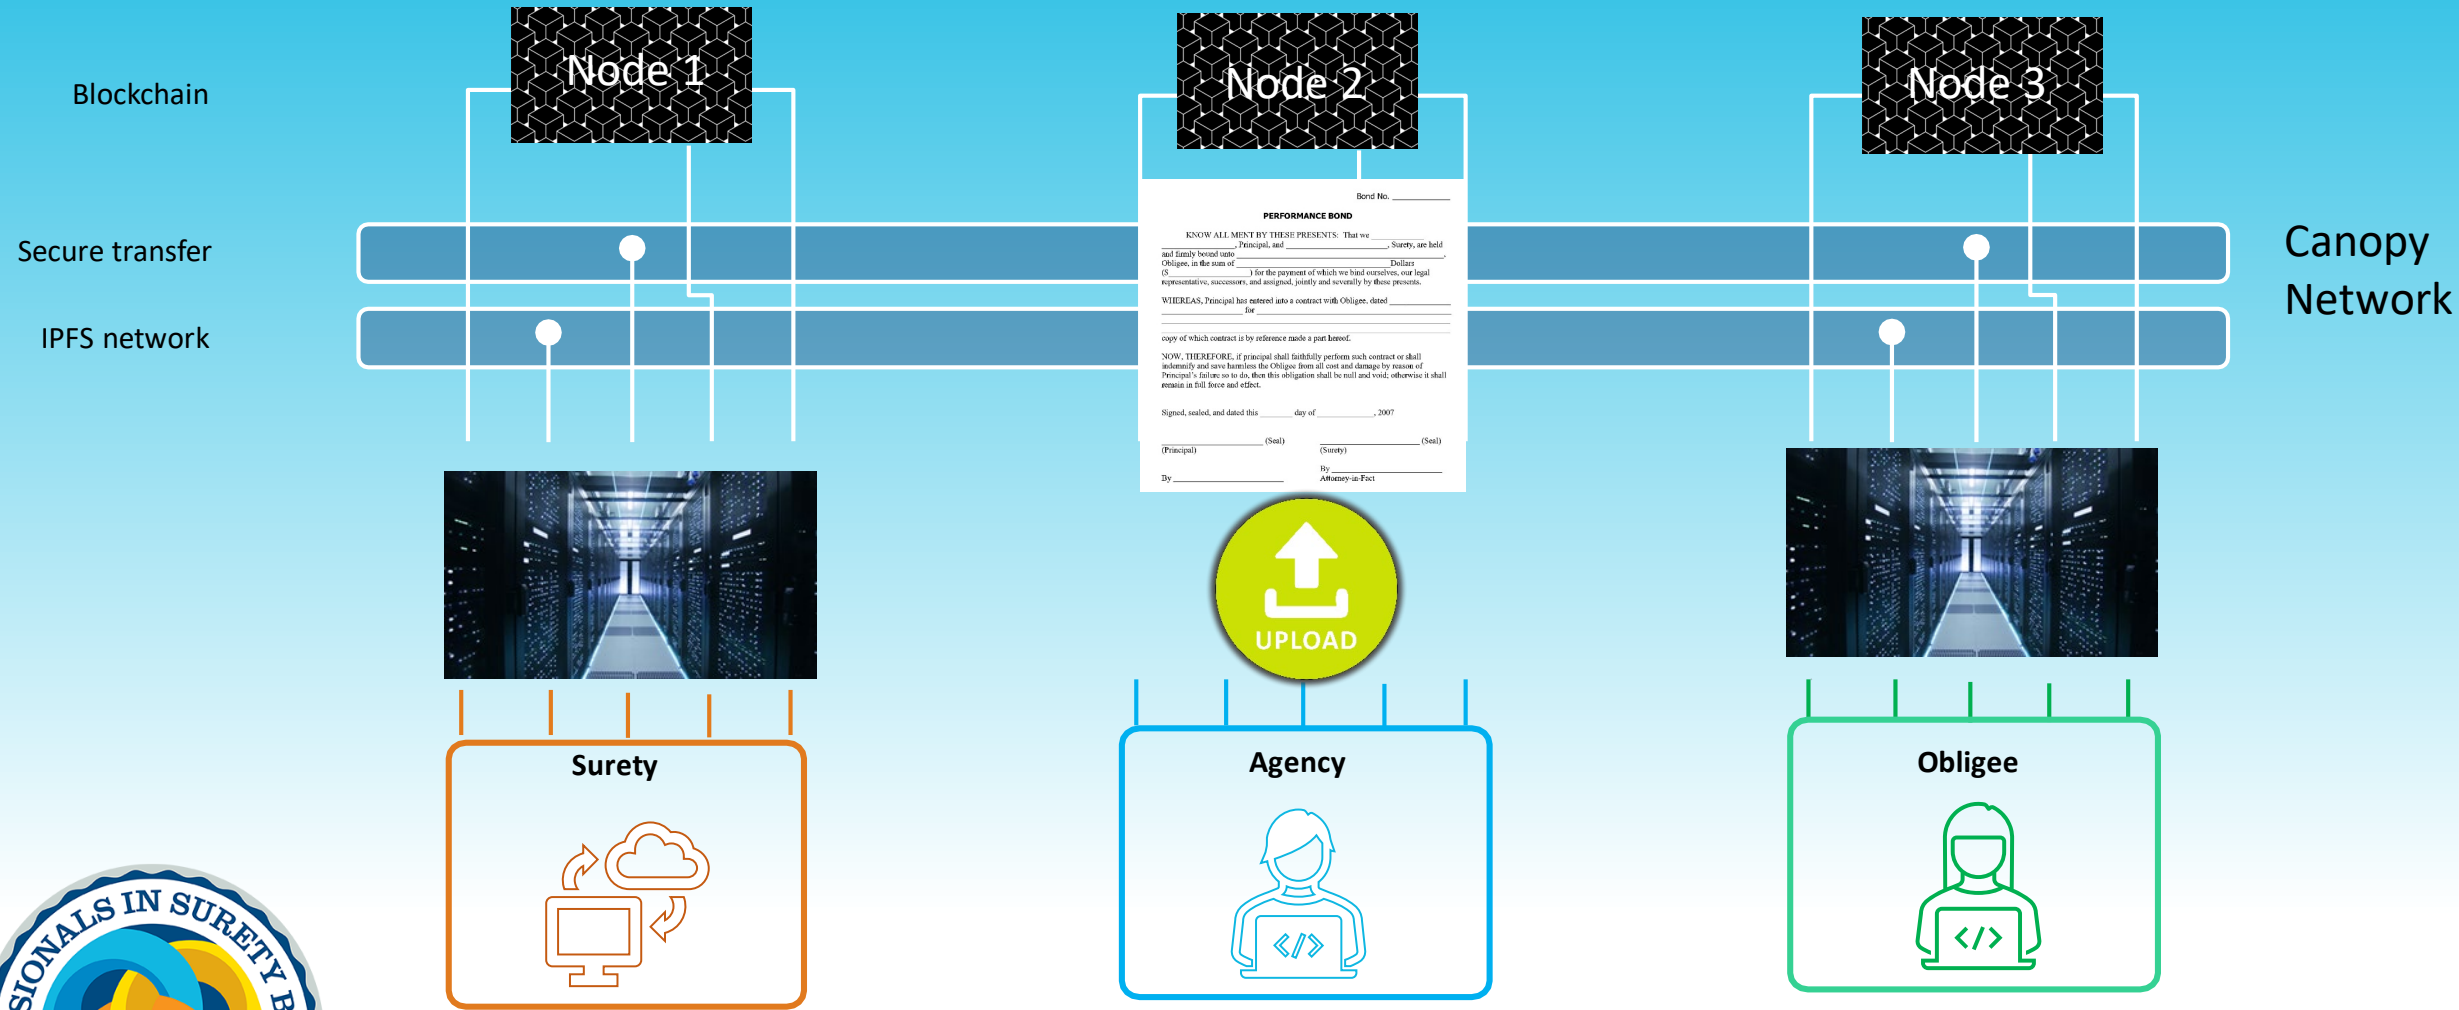 Blockchain
Node 1
Node 2
Node 3
Secure transfer
IPFS network
Canopy
Network
Bond No.
PERFORMANCE BOND
KNOW ALL MENT BY THESE PRESENTS: That we
, Principal, and , Surety, are held
and firmly bound unto ,
Obligee, in the sum of Dollars
($ ) for the payment of which we bind ourselves, our legal
representative, successors, and assigned, jointly and severally by these presents.
WHEREAS, Principal has entered into a contract with Obligee, dated
for
copy of which contract is by reference made a part hereof.
NOW, THEREFORE, if principal shall faithfully perform such contract or shall
indemnify and save harmless the Obligee from all cost and damage by reason of
Principal's failure so to do, then this obligation shall be null and void; otherwise it shall
remain in full force and effect.
Signed, sealed, and dated this day of , 2007
(Seal) (Seal)
(Principal) (Surety)
By
By Attorney-in-Fact
UPLOAD
Surety
Agency
Obligee
</>
</>
SIONALS IN SURETY B